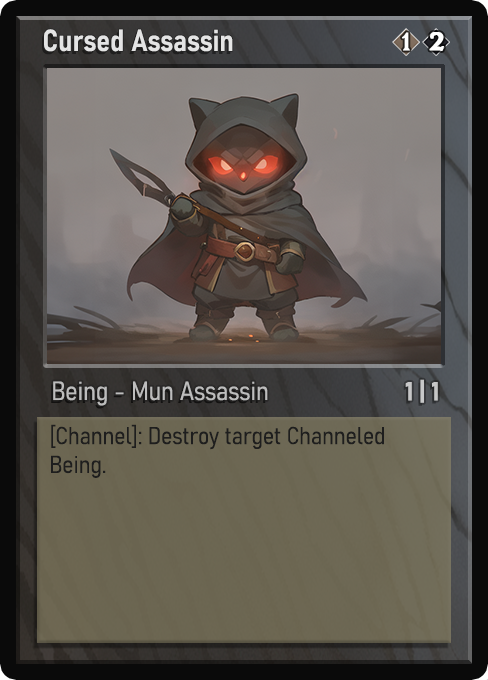 Cursed Assassin 1 2
Being - Mun Assassin 1|1
[Channel]: Destroy target Channeled
Being.